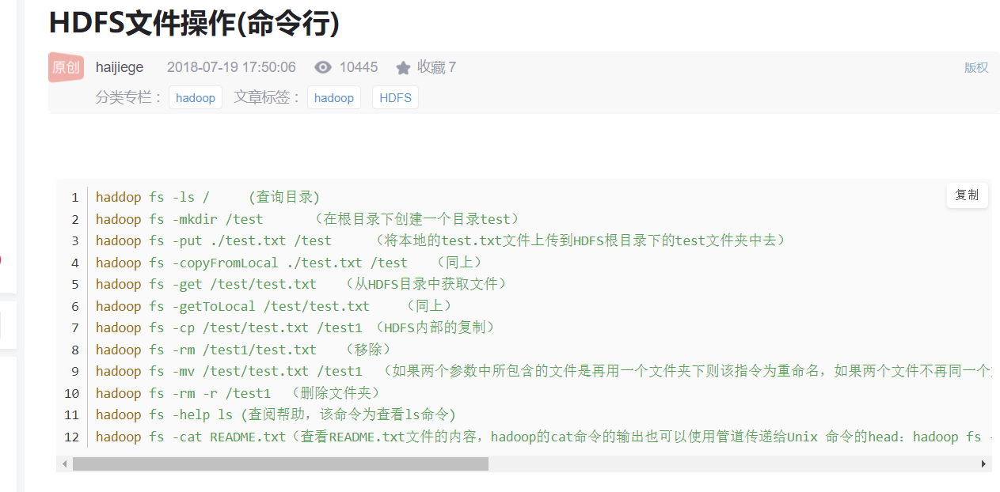 HDFS文件操作(命令行)
原创 haijiege 2018-07-19 17:50:06 10445 收藏 7 版权
分类专栏： hadoop 文章标签： hadoop HDFS
复制
1 haddop fs -ls / (查询目录)
2 hadoop fs -mkdir /test （在根目录下创建一个目录test）
3 hadoop fs -put ./test.txt /test （将本地的test.txt文件上传到HDFS根目录下的test文件夹中去）
4 hadoop fs -copyFromLocal ./test.txt /test （同上）
5 hadoop fs -get /test/test.txt （从HDFS目录中获取文件）
6 hadoop fs -getToLocal /test/test.txt （同上）
7 hadoop fs -cp /test/test.txt /test1 （HDFS内部的复制）
8 hadoop fs -rm /test1/test.txt （移除）
9 hadoop fs -mv /test/test.txt /test1 （如果两个参数中所包含的文件是再用一个文件夹下则该指令为重命名，如果两个文件不再同一个
10 hadoop fs -rm -r /test1 （删除文件夹）
11 hadoop fs -help ls (查阅帮助，该命令为查看ls命令)
12 hadoop fs -cat README.txt（查看README.txt文件的内容，hadoop的cat命令的输出也可以使用管道传递给Unix 命令的head：hadoop fs -